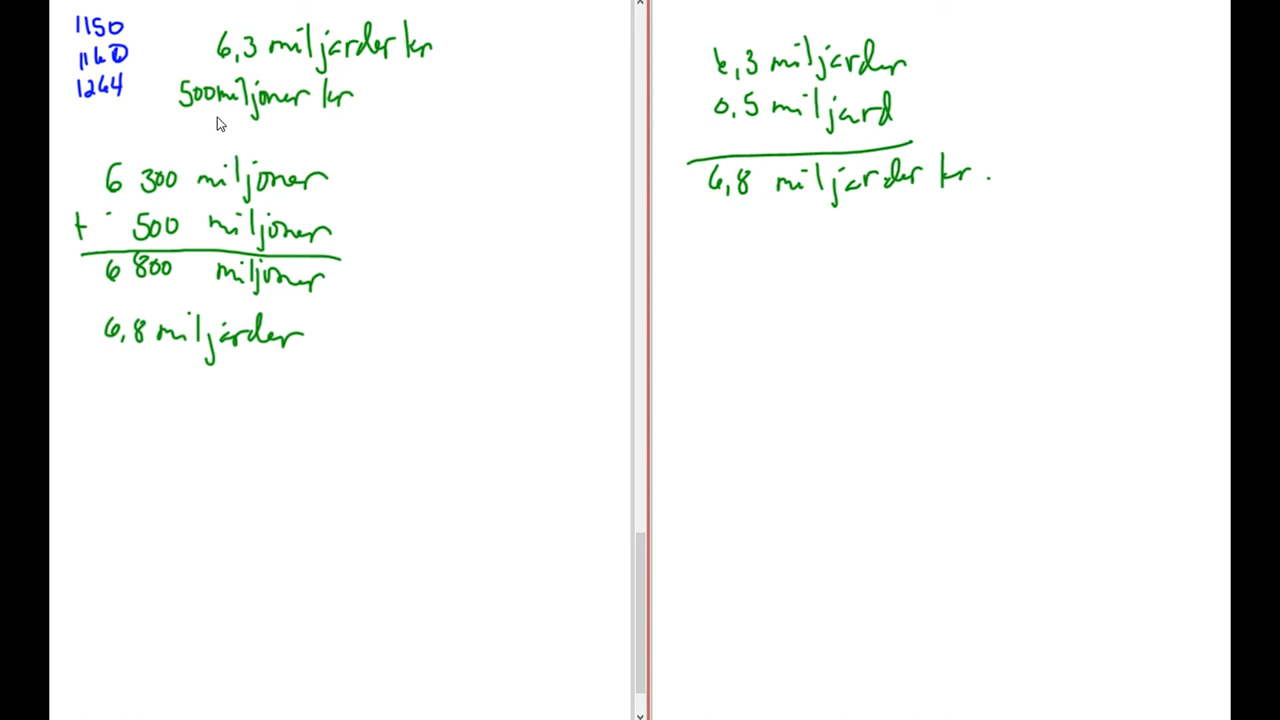 1150
1160
1264
6,3 miljarder kr
500 miljoner kr
6 300 miljoner
+ 500 miljoner
6 800 miljoner
6,8 miljarder
6,3 miljarder
0,5 miljard
6,8 miljarder kr.